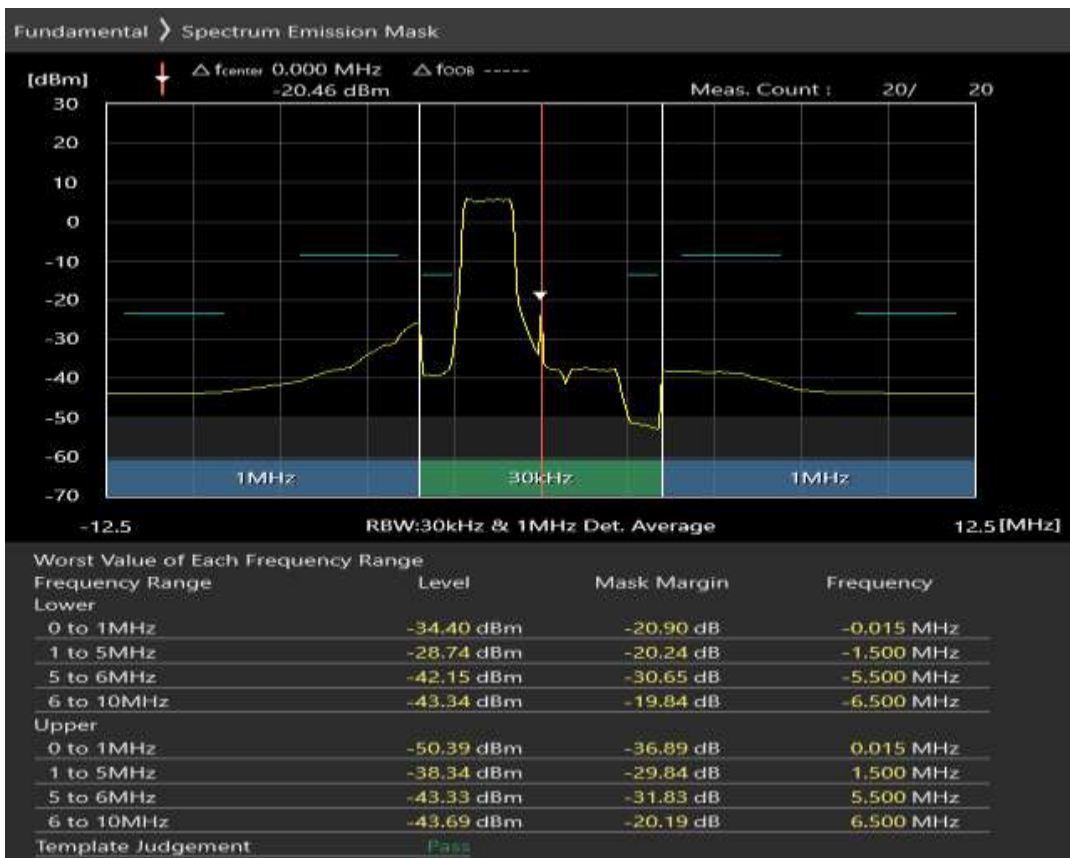 Fundamental ❯ Spectrum Emission Mask
[dBm] △ fcenter 0.000 MHz △ fOOB -----
-20.46 dBm Meas. Count : 20/ 20
30
20
10
0
-10
-20
-30
-40
-50
-60
-70
1MHz 30kHz 1MHz
-12.5 RBW:30kHz & 1MHz Det. Average 12.5 [MHz]
Worst Value of Each Frequency Range
Frequency Range Level Mask Margin Frequency
Lower
0 to 1MHz -34.40 dBm -20.90 dB -0.015 MHz
1 to 5MHz -28.74 dBm -20.24 dB -1.500 MHz
5 to 6MHz -42.15 dBm -30.65 dB -5.500 MHz
6 to 10MHz -43.34 dBm -19.84 dB -6.500 MHz
Upper
0 to 1MHz -50.39 dBm -36.89 dB 0.015 MHz
1 to 5MHz -38.34 dBm -29.84 dB 1.500 MHz
5 to 6MHz -43.33 dBm -31.83 dB 5.500 MHz
6 to 10MHz -43.69 dBm -20.19 dB 6.500 MHz
Template Judgement Pass